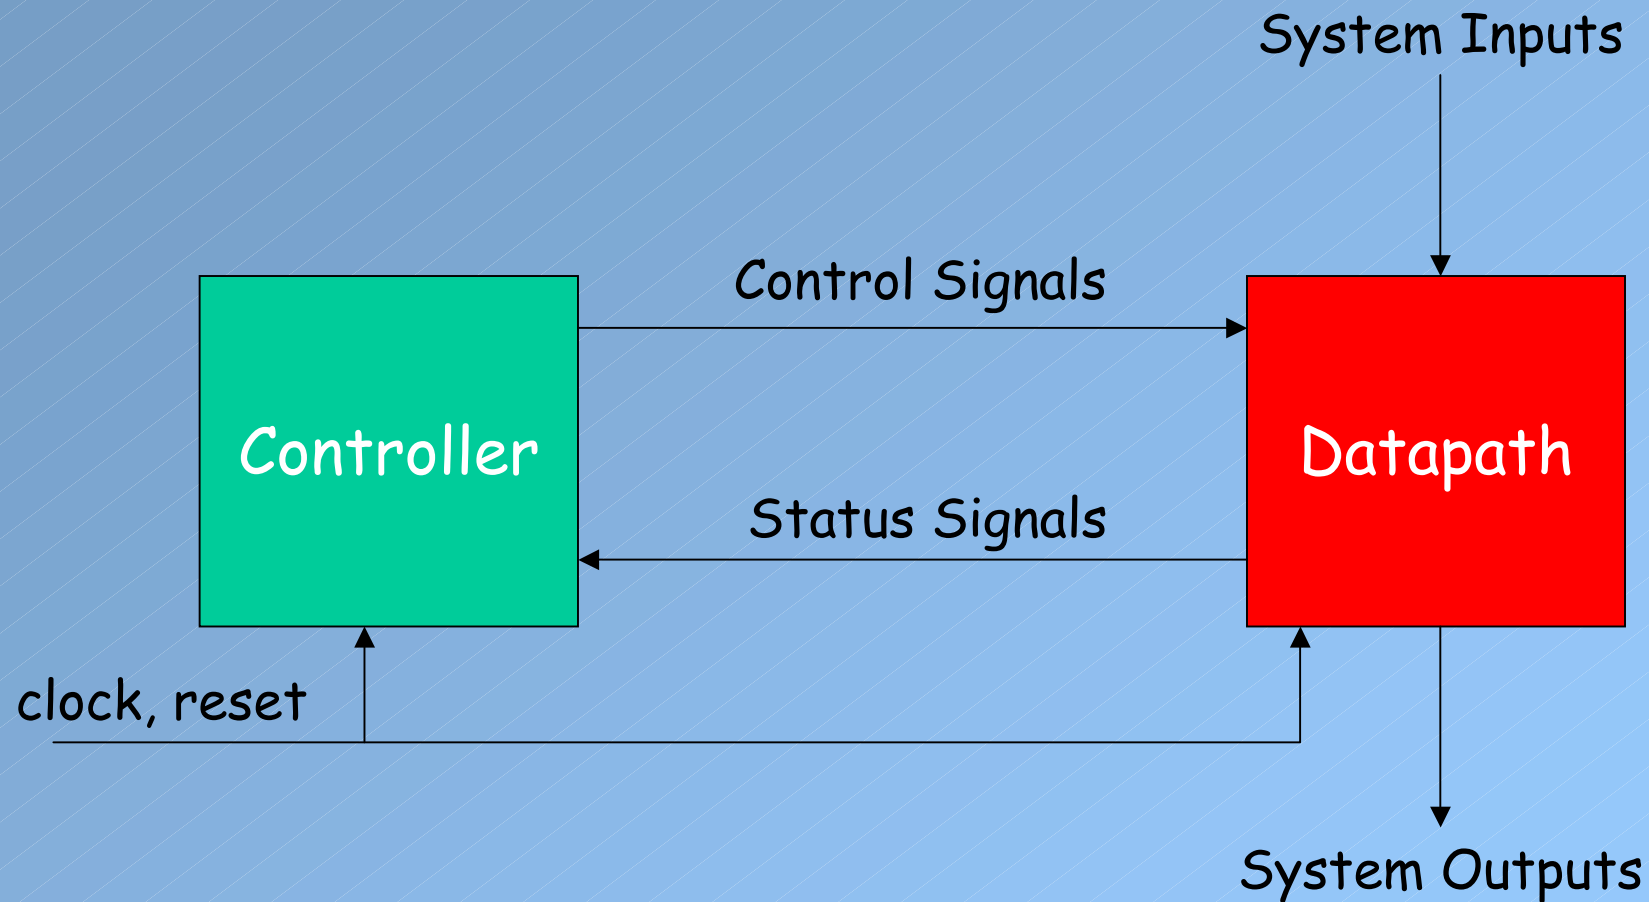 System Inputs
Control Signals
Controller
Datapath
Status Signals
clock, reset
System Outputs